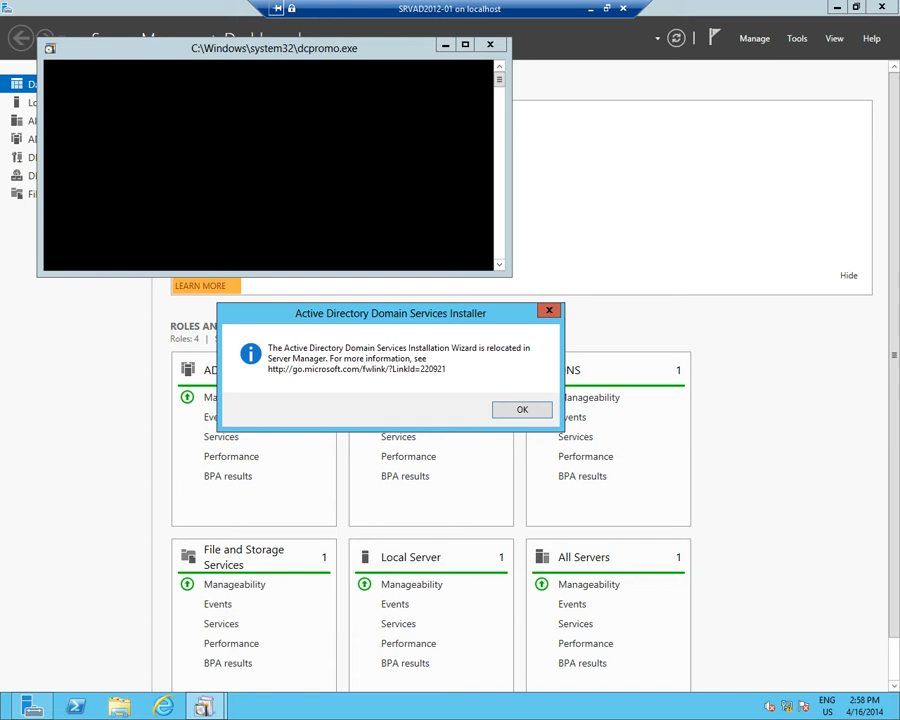 SRVAD2012-01 on localhost
Manage
Tools
View
Help
C:\Windows\system32\dcpromo.exe
LEARN MORE
Hide
Active Directory Domain Services Installer
The Active Directory Domain Services Installation Wizard is relocated in
Server Manager. For more information, see
http://go.microsoft.com/fwlink/?LinkId=220921
OK
ROLES AN
Roles: 4
AD
Ma
Eve
Services
Performance
BPA results
Services
Performance
BPA results
NS
1
Manageability
ents
Services
Performance
BPA results
File and Storage
Services
1
Manageability
Events
Services
Performance
BPA results
Local Server
1
Manageability
Events
Services
Performance
BPA results
All Servers
1
Manageability
Events
Services
Performance
BPA results
ENG
US
2:58 PM
4/16/2014